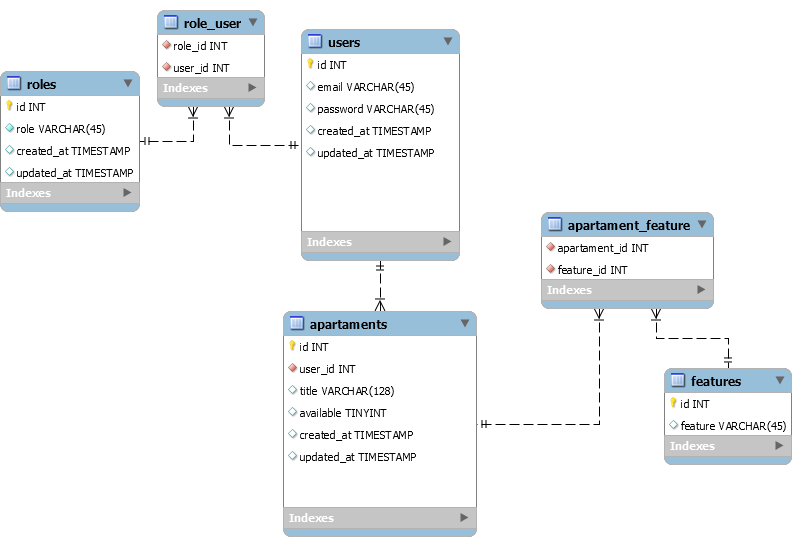 role_user
role_id INT
user_id INT
Indexes
users
id INT
email VARCHAR(45)
password VARCHAR(45)
created_at TIMESTAMP
updated_at TIMESTAMP
Indexes
roles
id INT
role VARCHAR(45)
created_at TIMESTAMP
updated_at TIMESTAMP
Indexes
apartament_feature
apartament_id INT
feature_id INT
Indexes
apartaments
id INT
user_id INT
title VARCHAR(128)
available TINYINT
created_at TIMESTAMP
updated_at TIMESTAMP
Indexes
features
id INT
feature VARCHAR(45)
Indexes